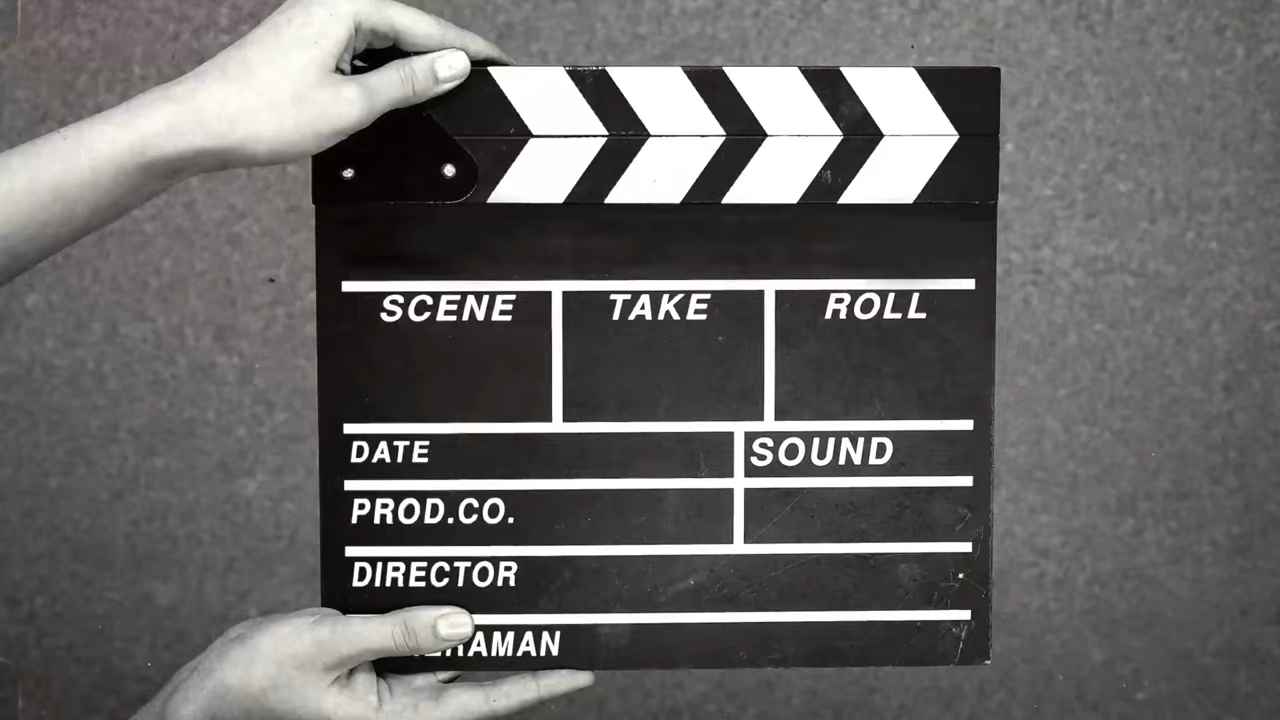 SCENE TAKE ROLL
DATE SOUND
PROD.CO.
DIRECTOR